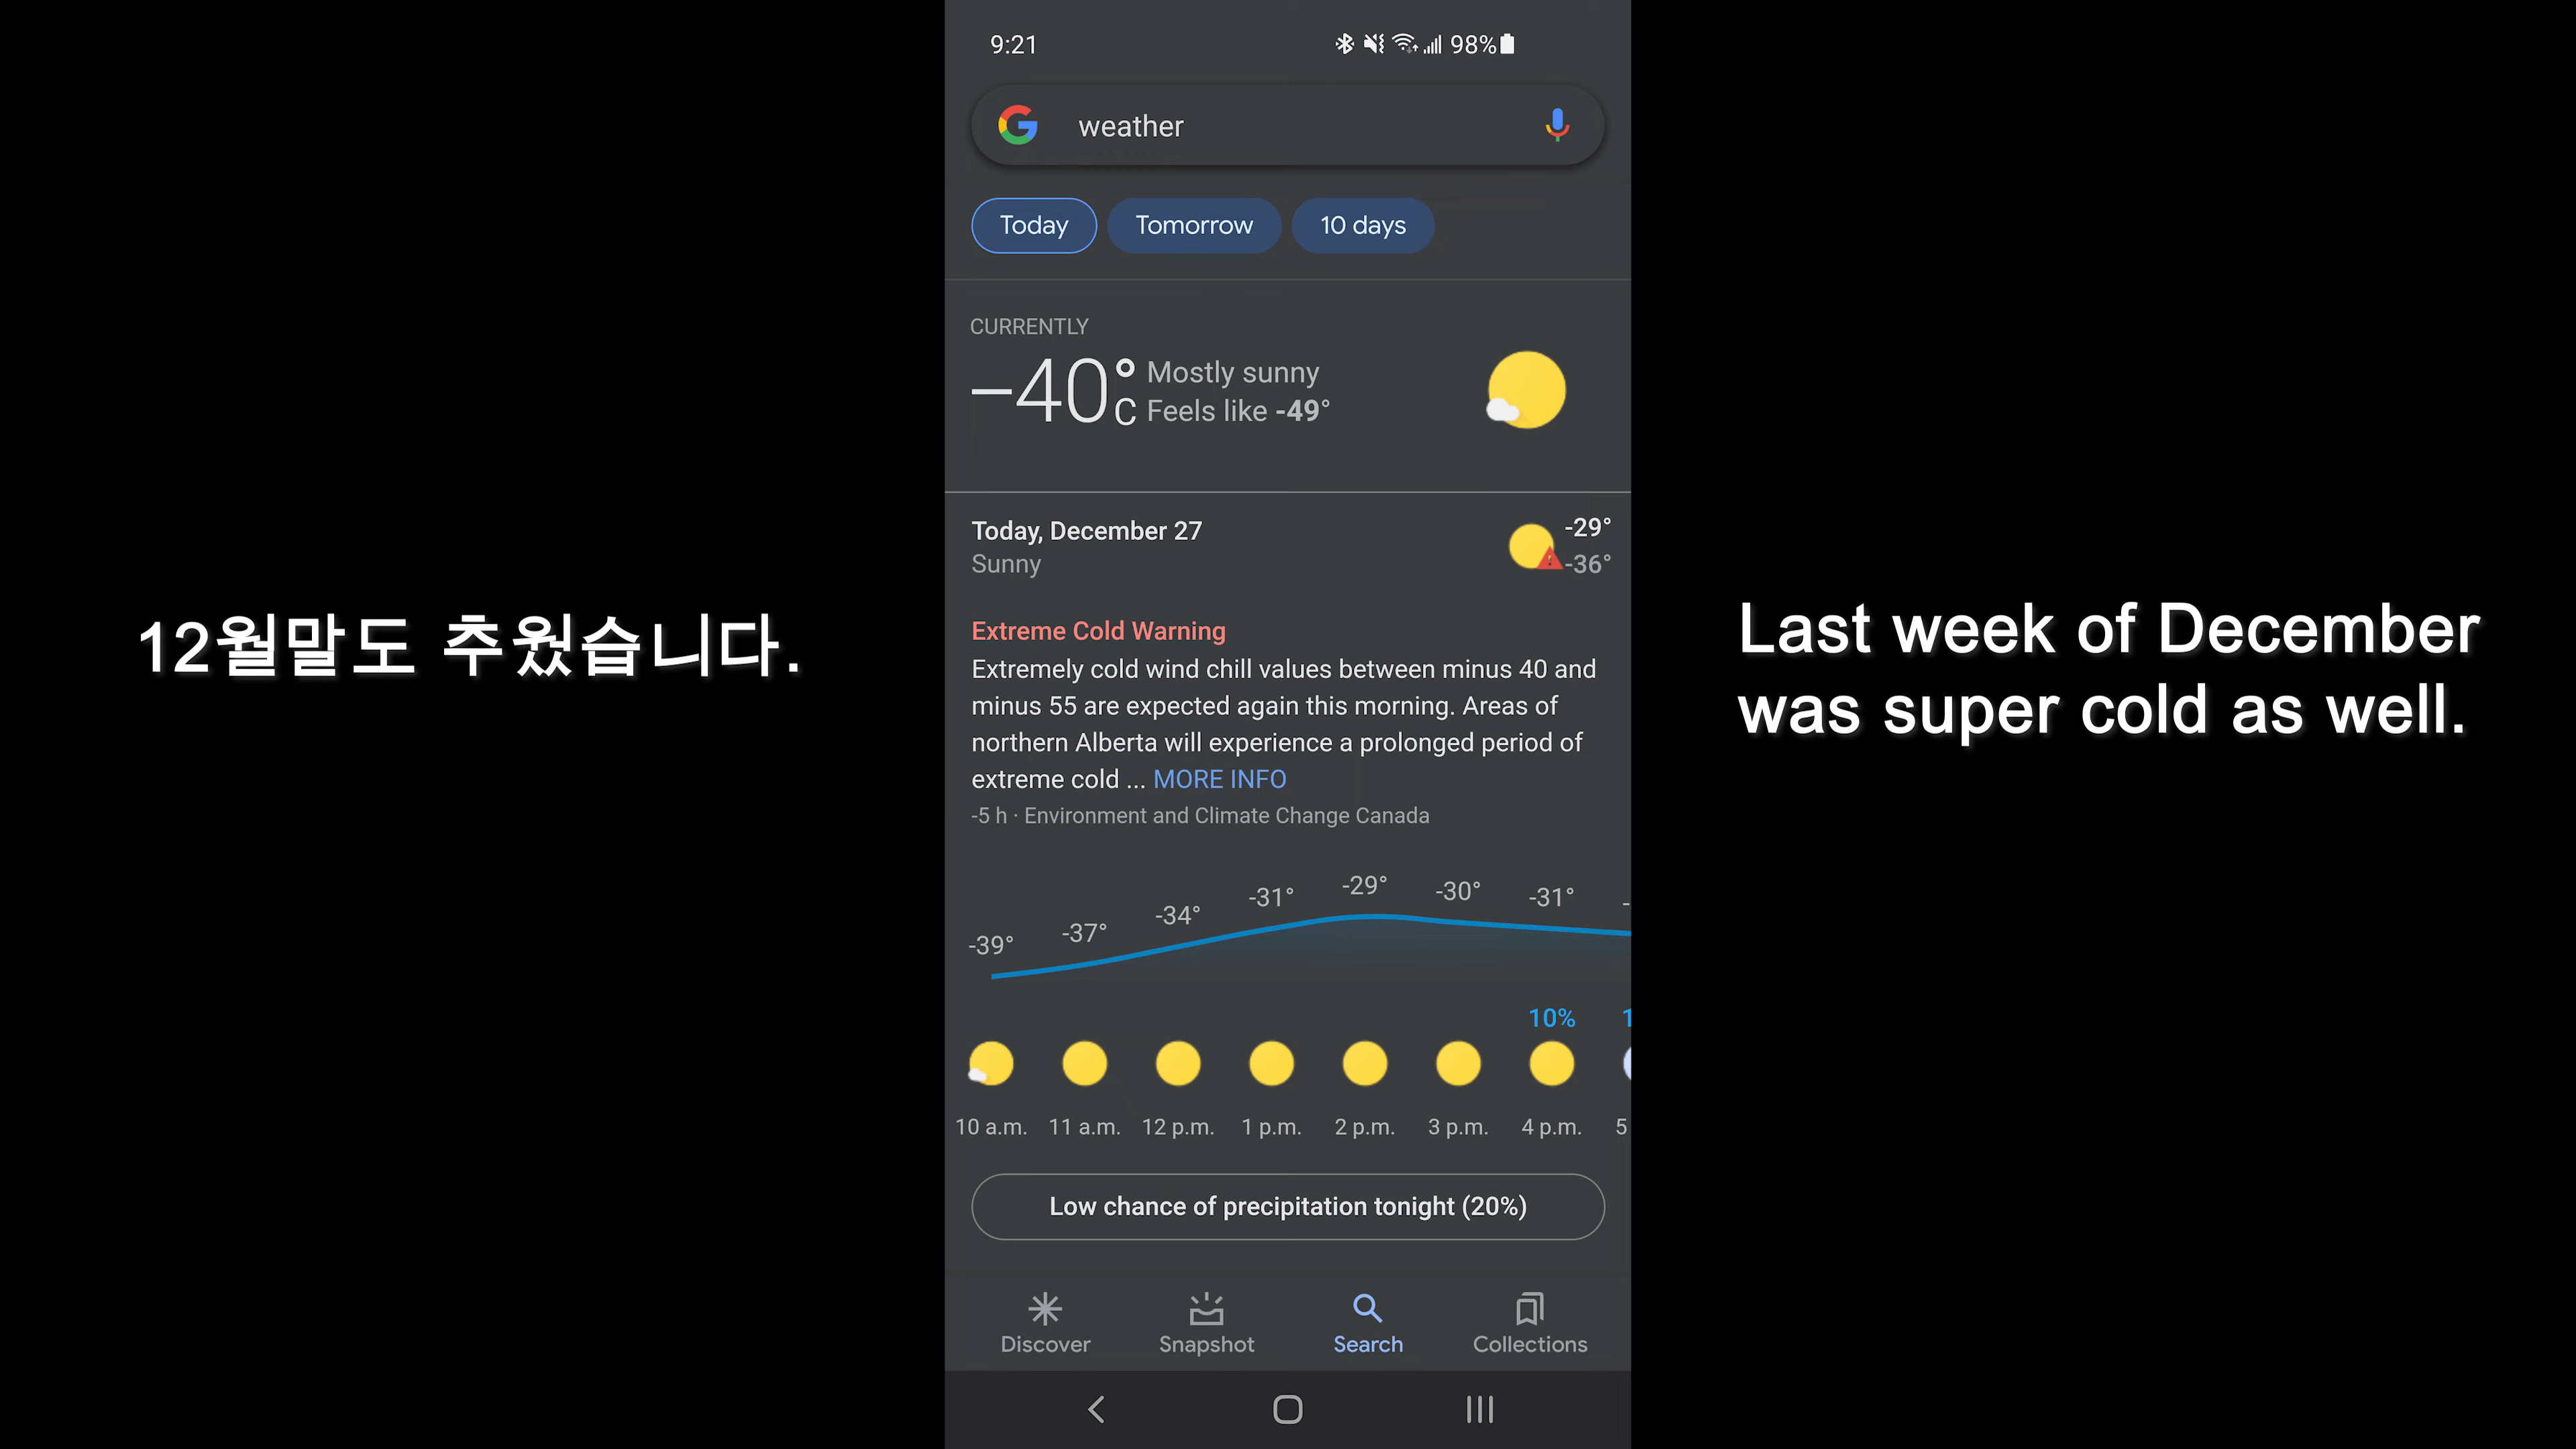 12월말도 추웠습니다.
9:21
98%
weather
Today Tomorrow 10 days
CURRENTLY
–40°C
Mostly sunny
Feels like -49°
Today, December 27
Sunny
-29°
-36°
Extreme Cold Warning
Extremely cold wind chill values between minus 40 and
minus 55 are expected again this morning. Areas of
northern Alberta will experience a prolonged period of
extreme cold ... MORE INFO
-5 h · Environment and Climate Change Canada
-39° -37° -34° -31° -29° -30° -31°
10%
10 a.m. 11 a.m. 12 p.m. 1 p.m. 2 p.m. 3 p.m. 4 p.m. 5
Low chance of precipitation tonight (20%)
Discover Snapshot Search Collections
Last week of December
was super cold as well.